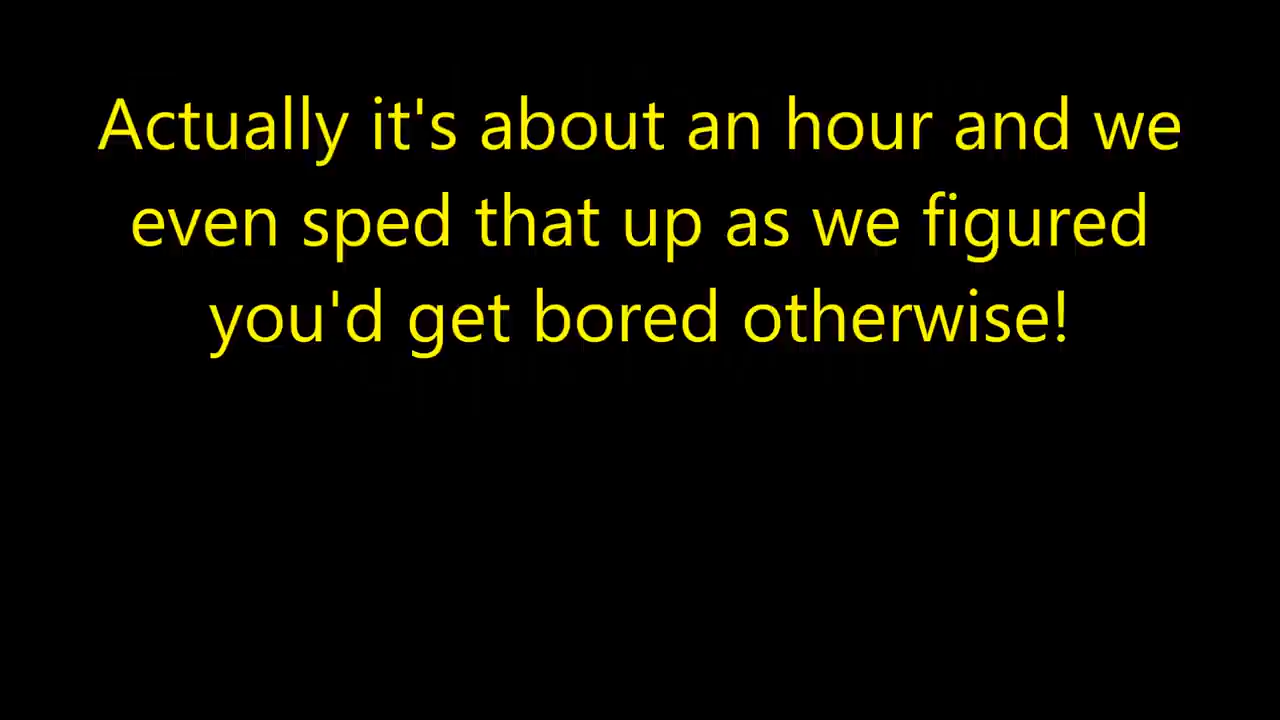 Actually it's about an hour and we
even sped that up as we figured
you'd get bored otherwise!